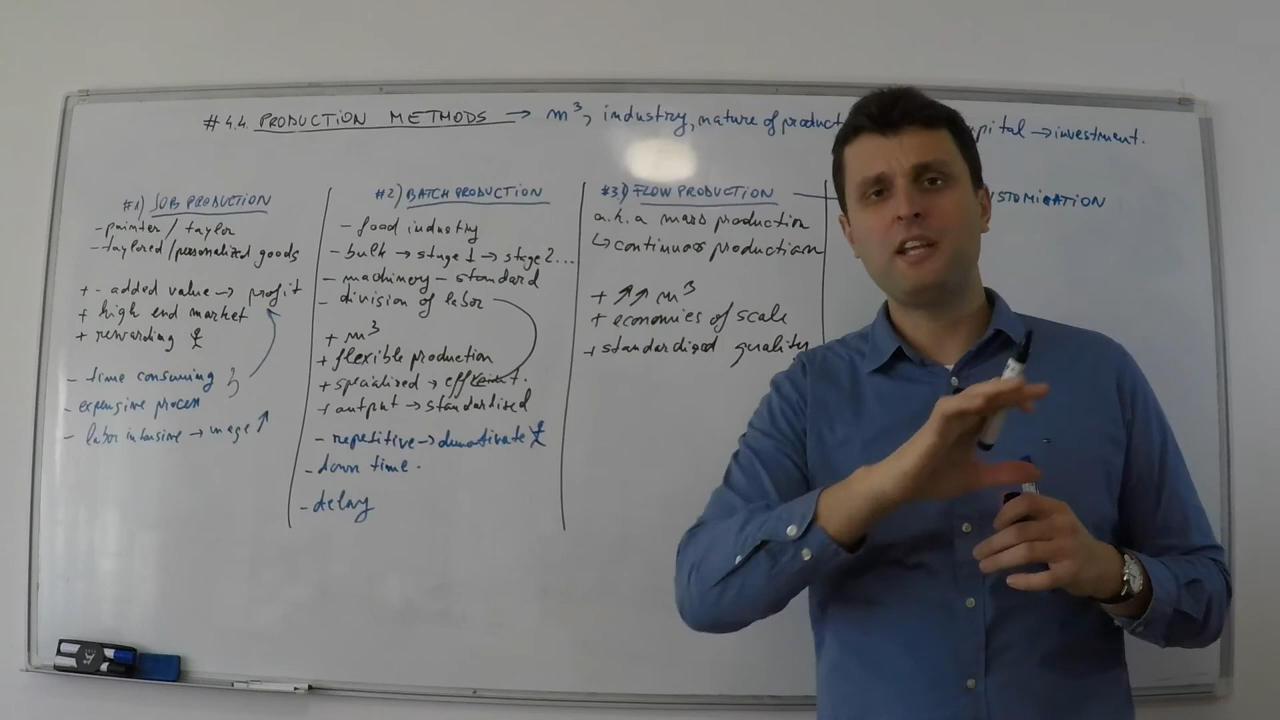 #4.4. PRODUCTION METHODS → m³, industry, nature of product pital → investment.
#1) JOB PRODUCTION
- painter / taylor
- taylored/personalized goods
+ - added value → profit
+ high end market
+ rewarding
- time consuming
- expensive process
- labor intensive → wage ↑
#2) BATCH PRODUCTION
- food industry
- bulk → stage 1 → stage 2...
- machinery - standard
- division of labor
+ m³
+ flexible production
+ specialized → efficient.
+ output → standardized
- repetitive → demotivate
- down time.
- delay
#3) FLOW PRODUCTION
a.k.a mass production
↳ continuous production
+ ↑↑ m³
+ economies of scale
+ standardized quality
STOMIZATION